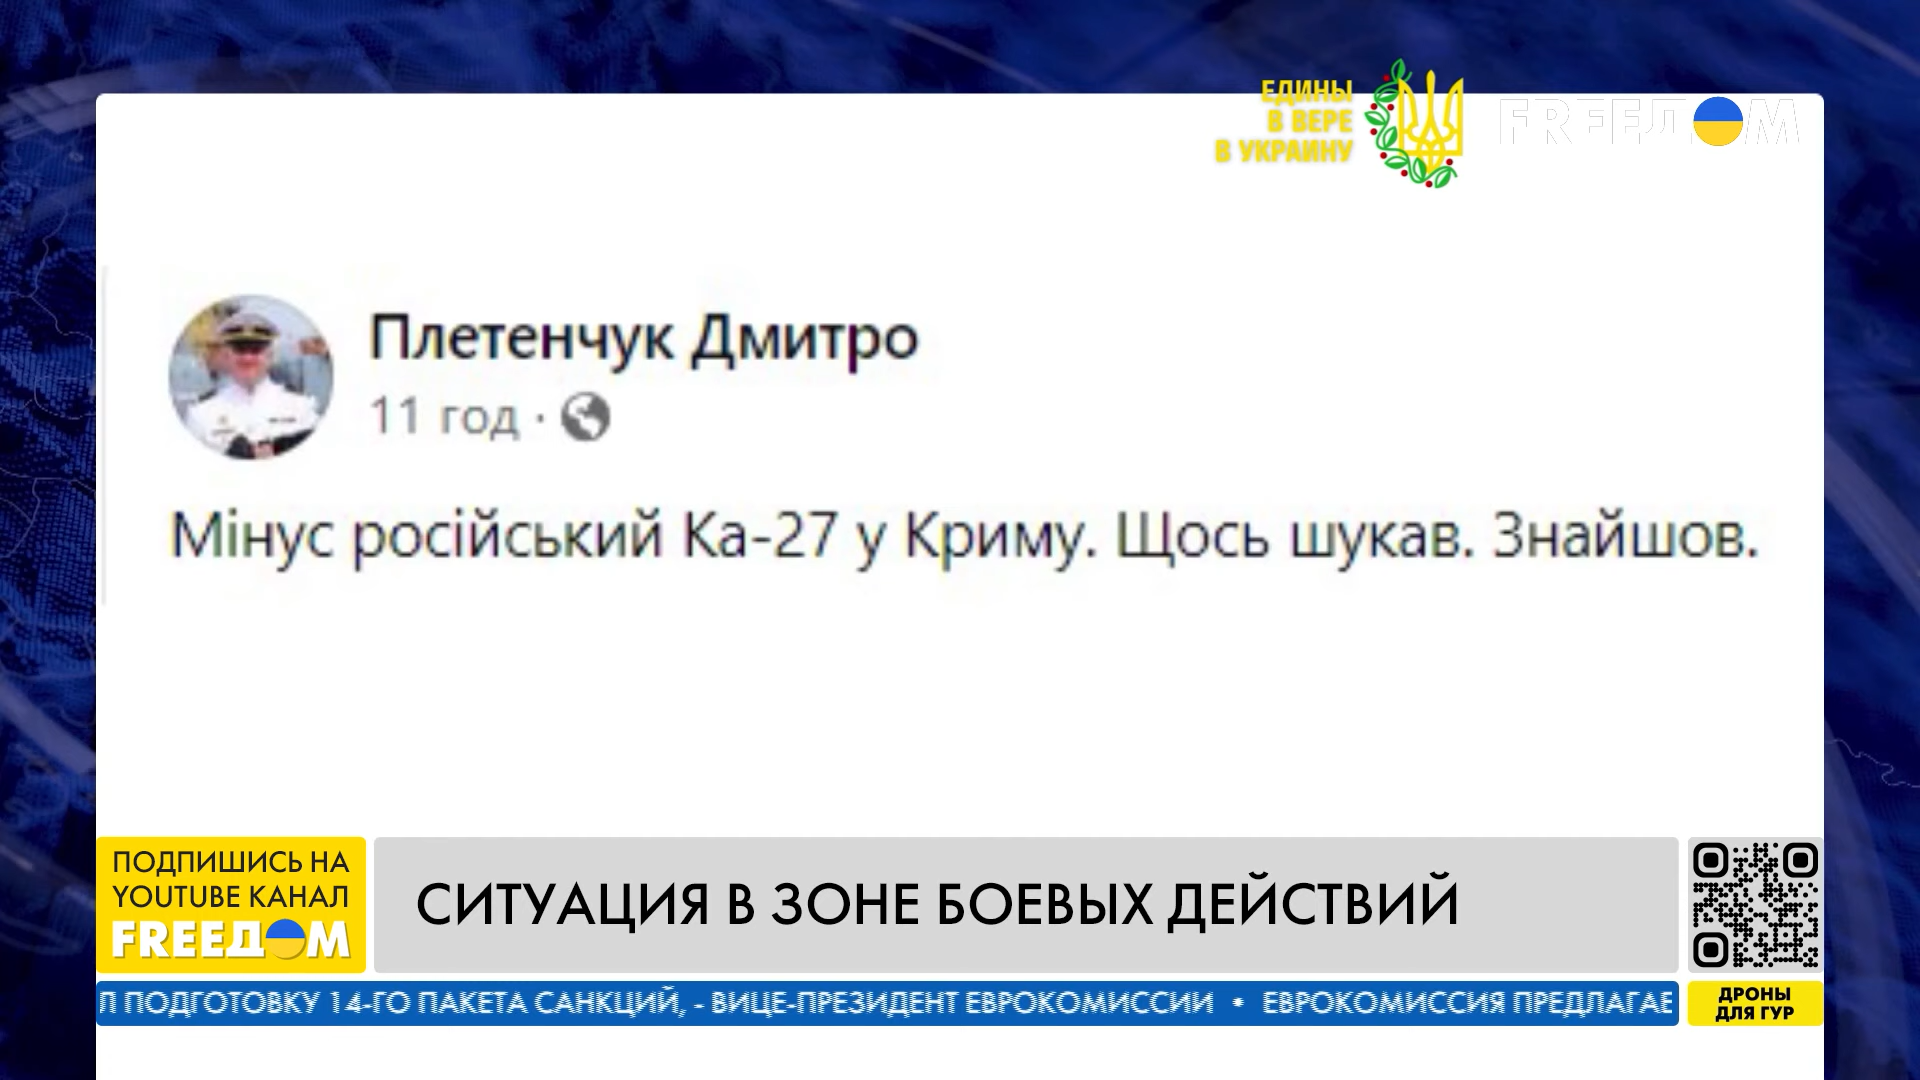 ЕДИНЫ
В ВЕРЕ
В УКРАИНУ
FREEДOM
Плетенчук Дмитро
11 год ·
Мінус російський Ка-27 у Криму. Щось шукав. Знайшов.
ПОДПИШИСЬ НА
YOUTUBE КАНАЛ
FREEДOM
СИТУАЦИЯ В ЗОНЕ БОЕВЫХ ДЕЙСТВИЙ
Л ПОДГОТОВКУ 14-ГО ПАКЕТА САНКЦИЙ, - ВИЦЕ-ПРЕЗИДЕНТ ЕВРОКОМИССИИ • ЕВРОКОМИССИЯ ПРЕДЛАГАЕ
ДРОНЫ
ДЛЯ ГУР